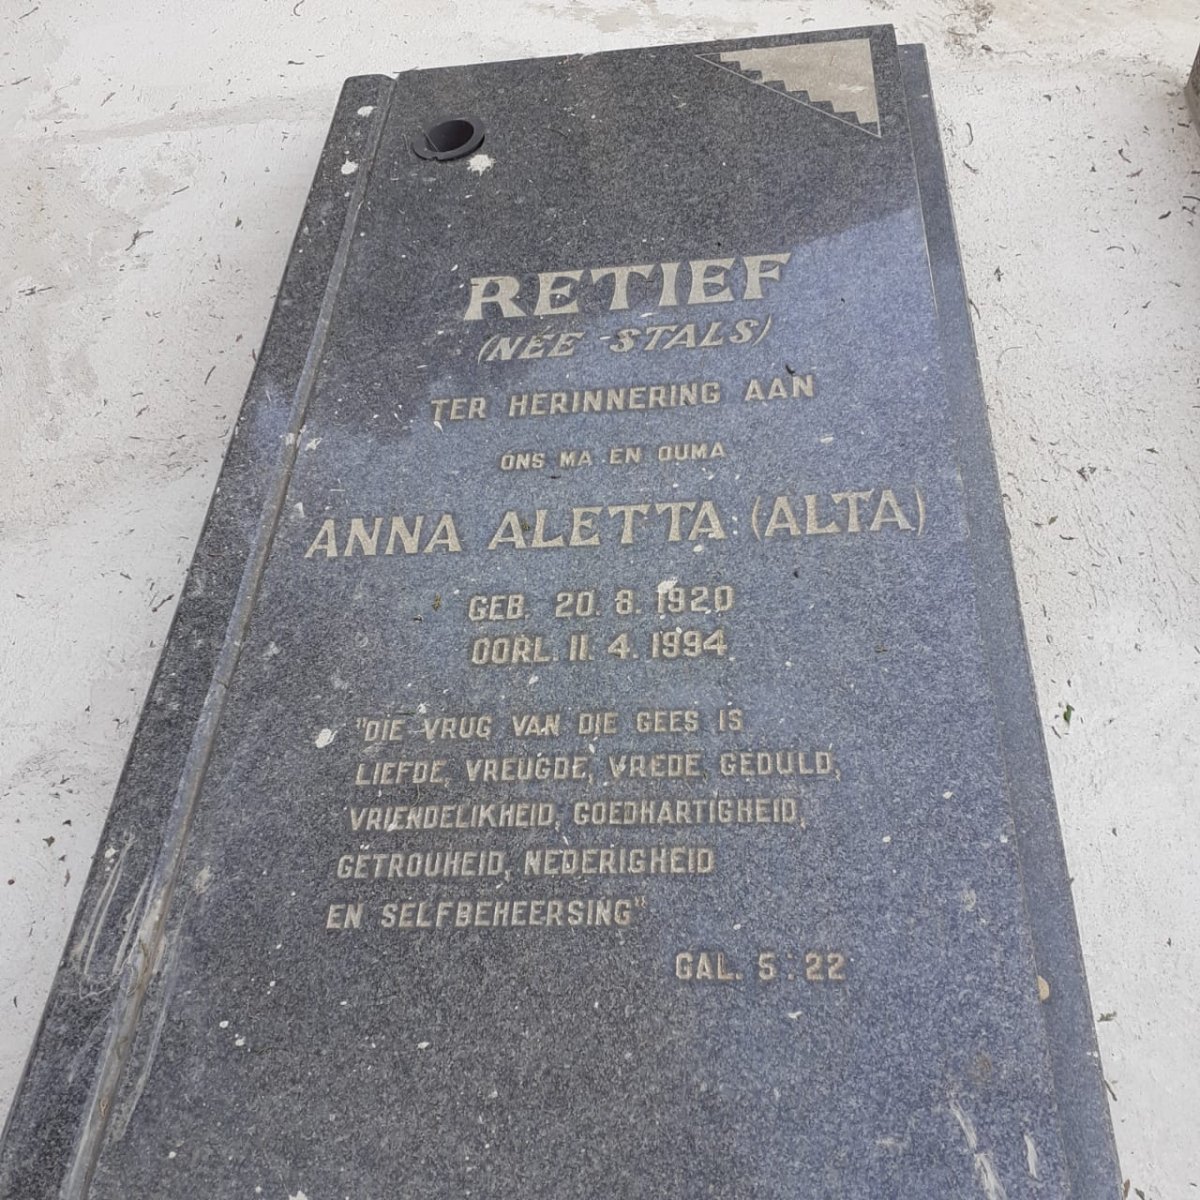 RETIEF
(NÉE -STALS)
TER HERINNERING AAN
ONS MA EN OUMA
ANNA ALETTA (ALTA)
GEB. 20. 8. 1920
OORL. 11. 4. 1994
"DIE VRUG VAN DIE GEES IS
LIEFDE, VREUGDE, VREDE, GEDULD,
VRIENDELIKHEID, GOEDHARTIGHEID,
GETROUHEID, NEDERIGHEID
EN SELFBEHEERSING"
GAL. 5 : 22